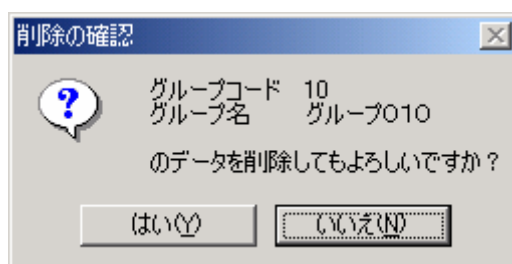 削除の確認
グループコード 10
グループ名 グループ010
のデータを削除してもよろしいですか？
はい(Y) いいえ(N)